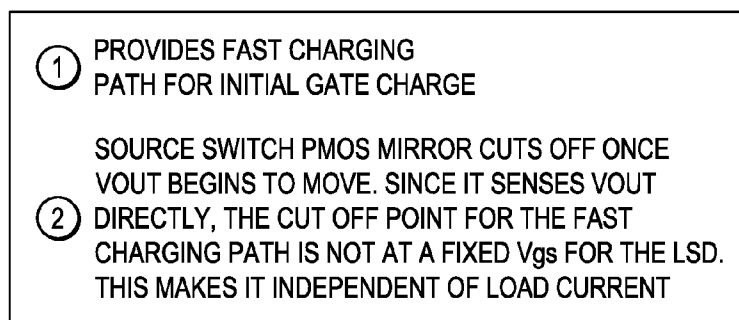 1 PROVIDES FAST CHARGING
PATH FOR INITIAL GATE CHARGE
SOURCE SWITCH PMOS MIRROR CUTS OFF ONCE
VOUT BEGINS TO MOVE. SINCE IT SENSES VOUT
2 DIRECTLY, THE CUT OFF POINT FOR THE FAST
CHARGING PATH IS NOT AT A FIXED Vgs FOR THE LSD.
THIS MAKES IT INDEPENDENT OF LOAD CURRENT